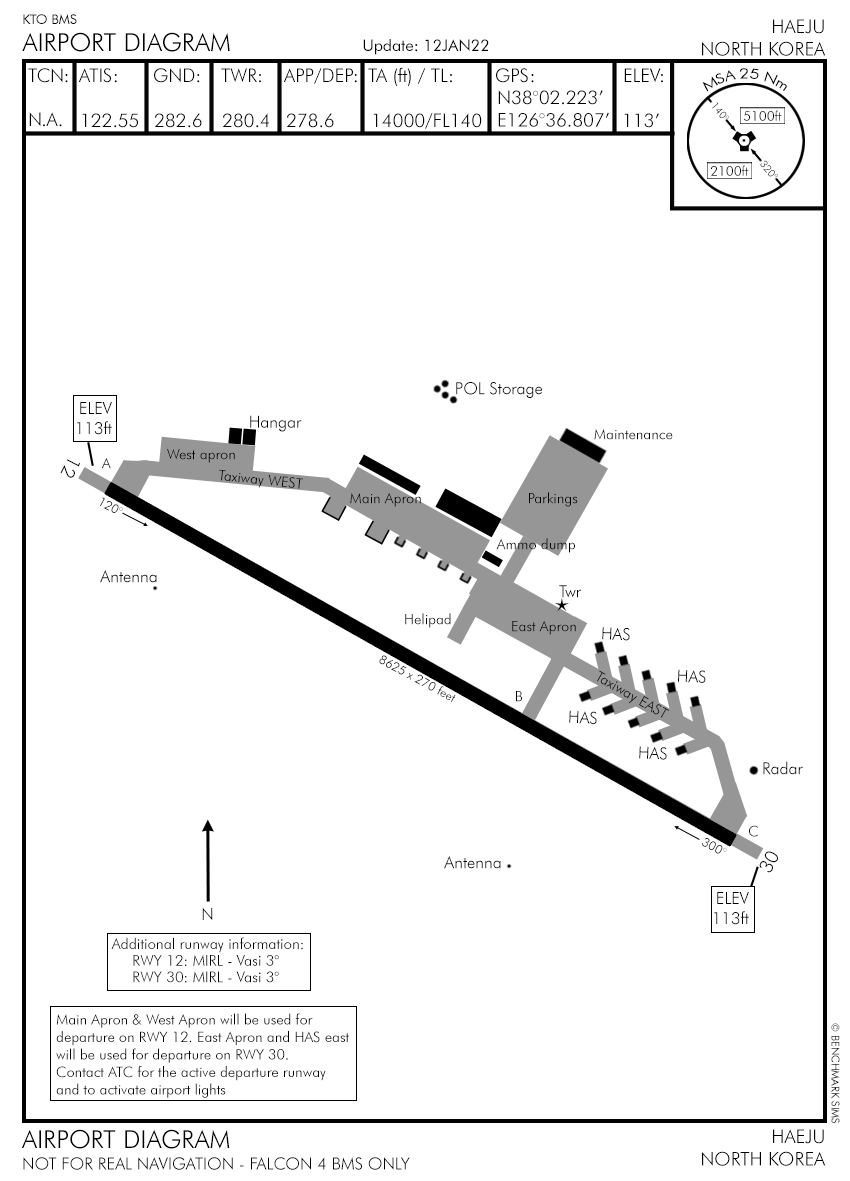 KTO BMS
AIRPORT DIAGRAM
Update: 12JAN22
HAEJU
NORTH KOREA
TCN: ATIS: GND: TWR: APP/DEP: TA (ft) / TL: GPS: ELEV:
N38°02.223'
N.A. 122.55 282.6 280.4 278.6 14000/FL140 E126°36.807' 113'
MSA 25 Nm
140°
5100ft
2100ft
320°
POL Storage
ELEV
113ft
Hangar
Maintenance
12
A
West apron
Taxiway WEST
Main Apron
Parkings
120°
Ammo dump
Antenna
Twr
Helipad
East Apron
HAS
8625 x 270 feet
B
Taxiway EAST
HAS
HAS
HAS
Radar
C
300°
30
Antenna
ELEV
113ft
N
Additional runway information:
RWY 12: MIRL - Vasi 3°
RWY 30: MIRL - Vasi 3°
Main Apron & West Apron will be used for
departure on RWY 12. East Apron and HAS east
will be used for departure on RWY 30.
Contact ATC for the active departure runway
and to activate airport lights
© BENCHMARK SIMS
AIRPORT DIAGRAM
NOT FOR REAL NAVIGATION - FALCON 4 BMS ONLY
HAEJU
NORTH KOREA